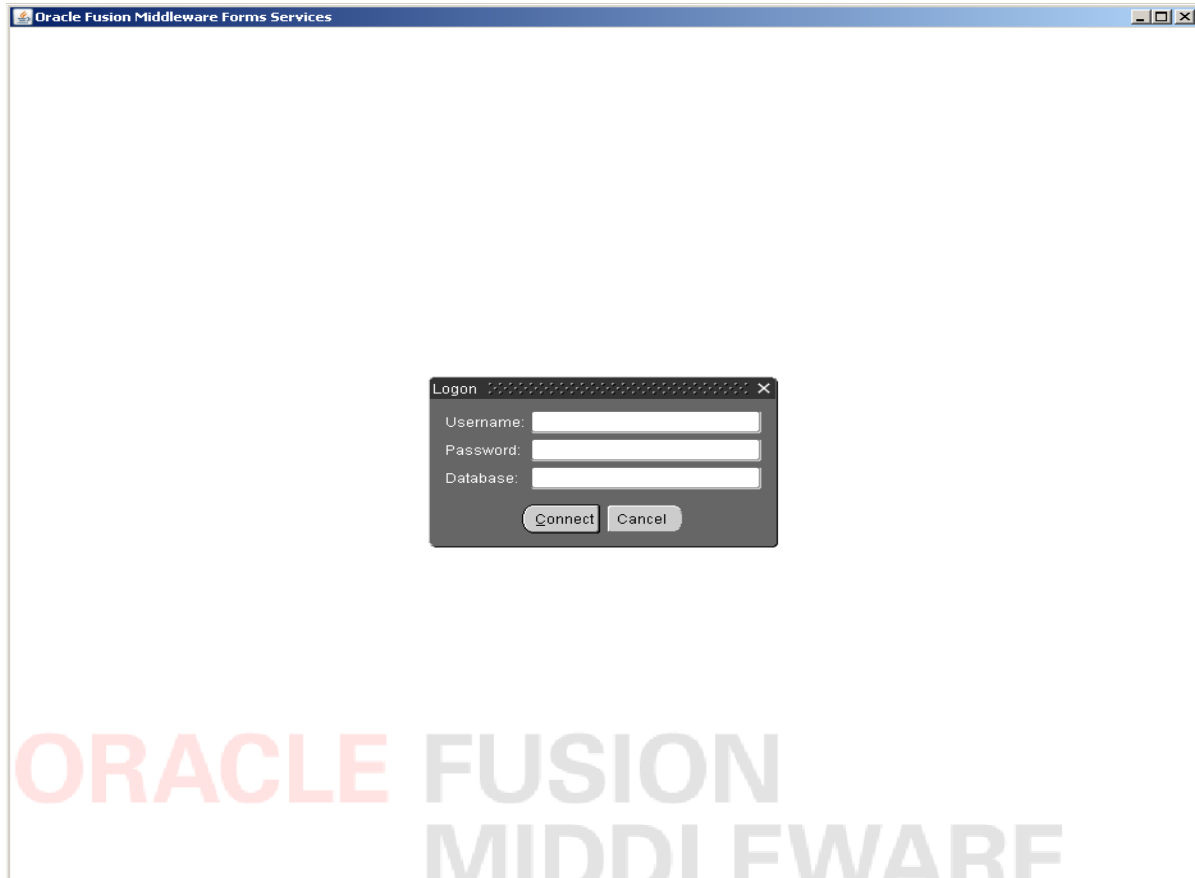 Oracle Fusion Middleware Forms Services
Logon
Username:
Password:
Database:
Connect Cancel
ORACLE FUSION
MIDDLEWARE